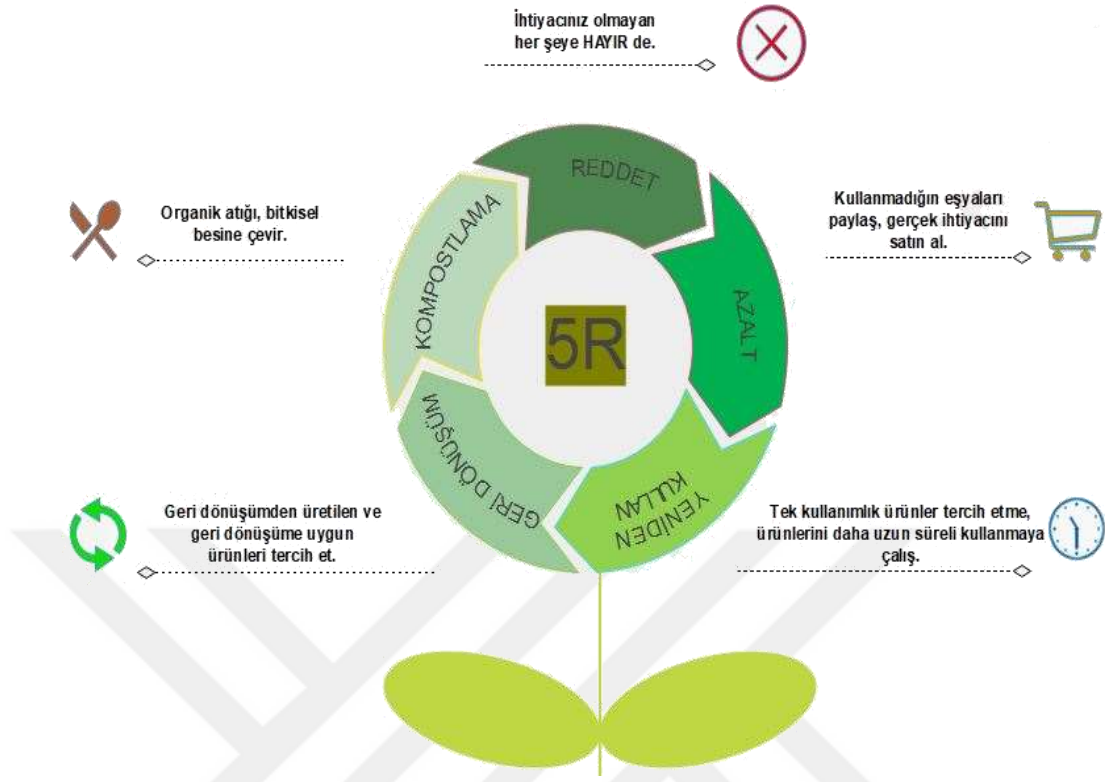 İhtiyacınız olmayan
her şeye HAYIR de.
REDDET
Kullanmadığın eşyaları
paylaş, gerçek ihtiyacını
satın al.
AZALT
Tek kullanımlık ürünler tercih etme,
ürünlerini daha uzun süreli kullanmaya
çalış.
YENİDEN
KULLAN
Geri dönüşümden üretilen ve
geri dönüşüme uygun
ürünleri tercih et.
GERİ DÖNÜŞÜM
Organik atığı, bitkisel
besine çevir.
KOMPOSTLAMA
5R